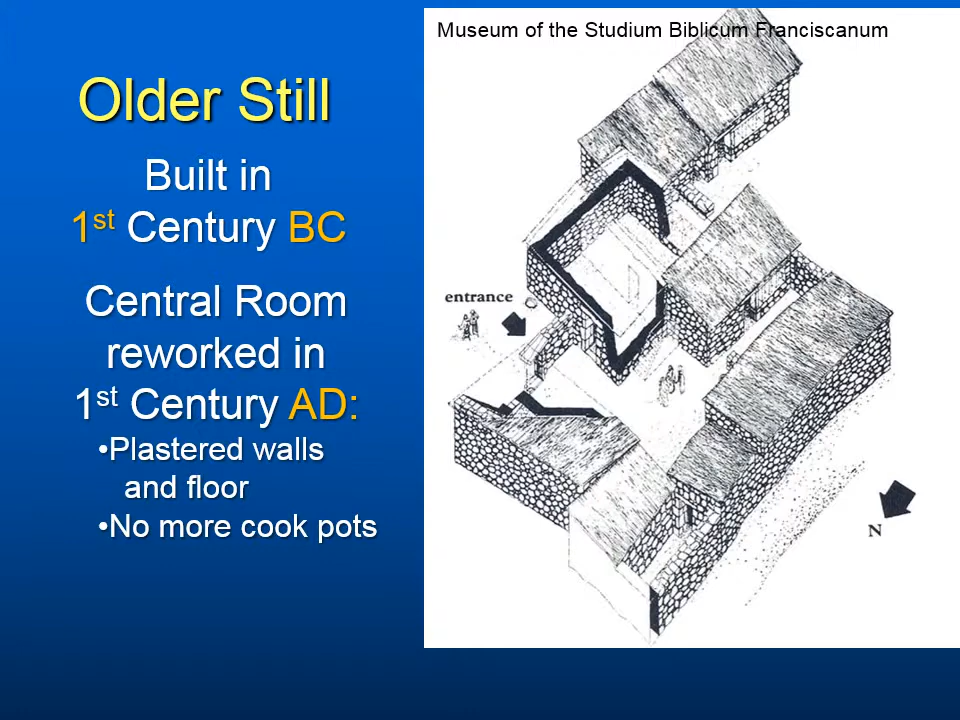 Museum of the Studium Biblicum Franciscanum
Older Still
Built in
1st Century BC
Central Room
reworked in
1st Century AD:
•Plastered walls
and floor
•No more cook pots
entrance
N